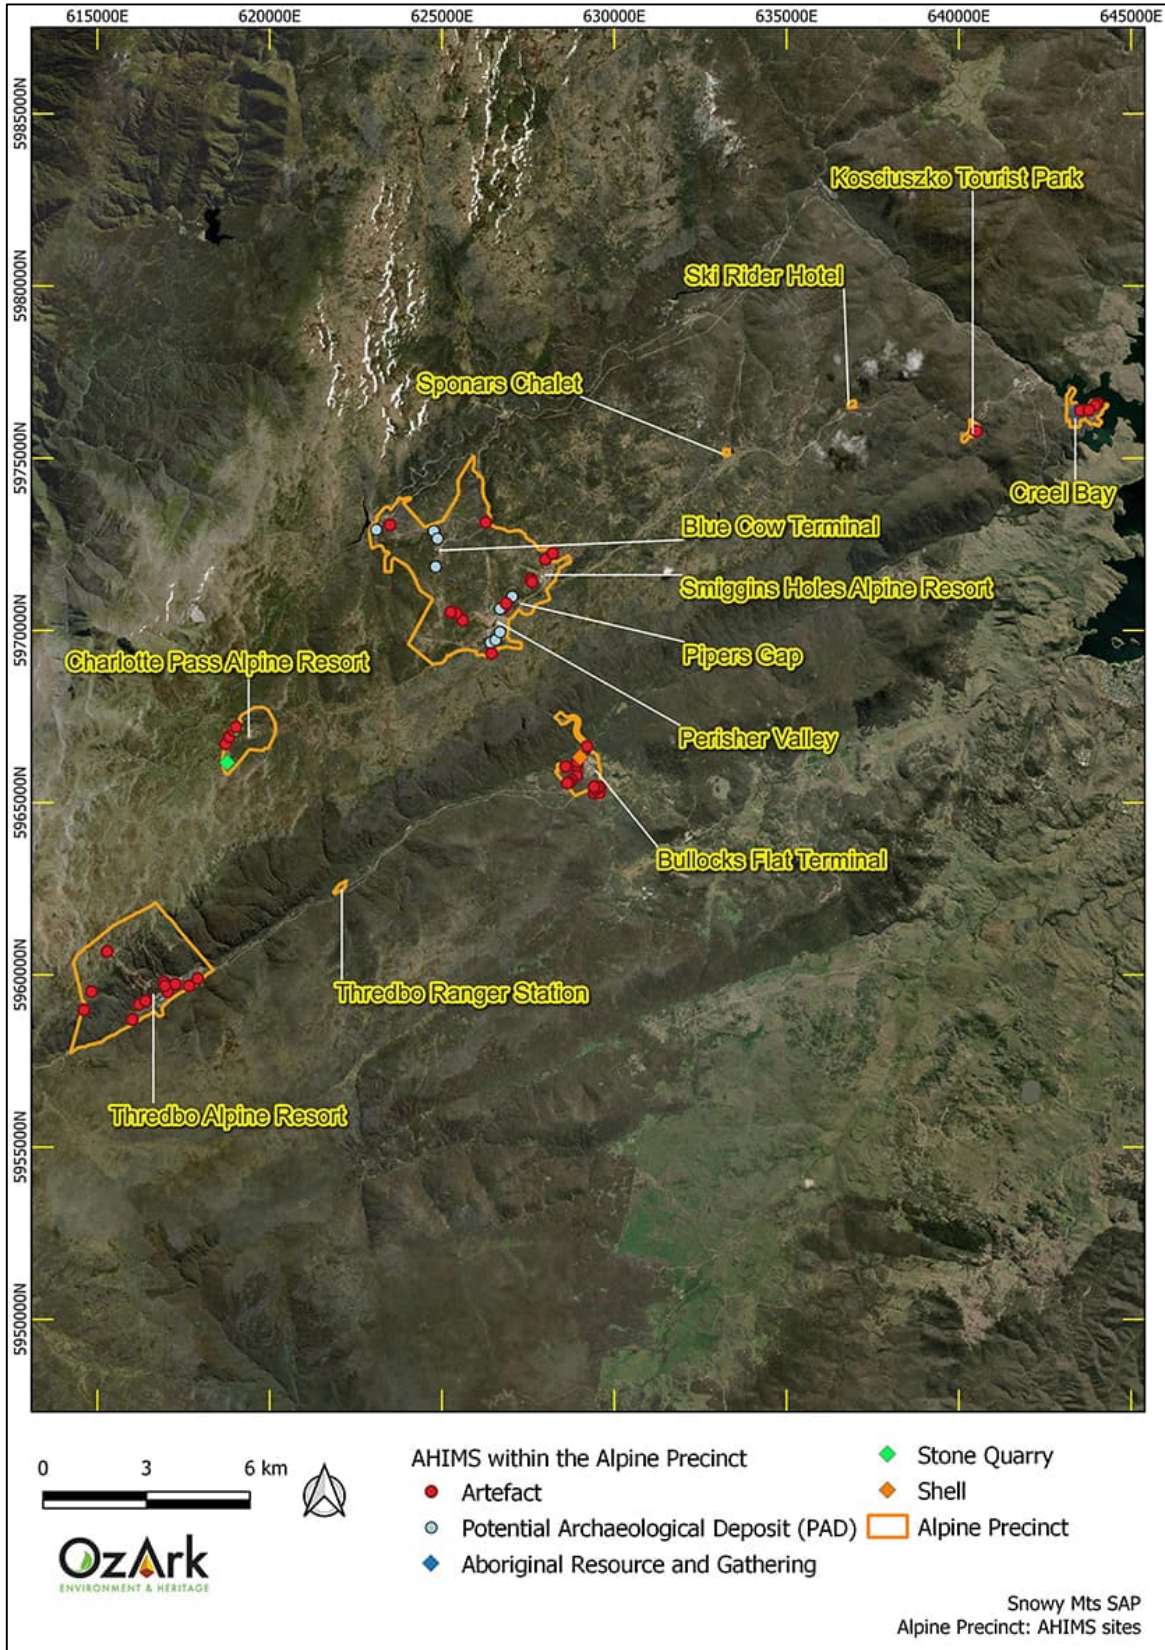 615000E 620000E 625000E 630000E 635000E 640000E 645000E
5985000N
5980000N
5975000N
5970000N
5965000N
5960000N
5955000N
5950000N
Kosciuszko Tourist Park
Ski Rider Hotel
Sponars Chalet
Creel Bay
Blue Cow Terminal
Smiggins Holes Alpine Resort
Pipers Gap
Charlotte Pass Alpine Resort
Perisher Valley
Bullocks Flat Terminal
Thredbo Ranger Station
Thredbo Alpine Resort
0 3 6 km
OzArk
ENVIRONMENT & HERITAGE
AHIMS within the Alpine Precinct
Artefact
Potential Archaeological Deposit (PAD)
Aboriginal Resource and Gathering
Stone Quarry
Shell
Alpine Precinct
Snowy Mts SAP
Alpine Precinct: AHIMS sites